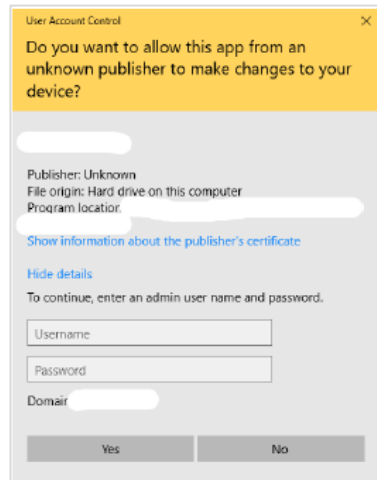 User Account Control
Do you want to allow this app from an
unknown publisher to make changes to your
device?
Publisher: Unknown
File origin: Hard drive on this computer
Program location
Show information about the publisher's certificate
Hide details
To continue, enter an admin user name and password.
Username
Password
Domain
Yes
No